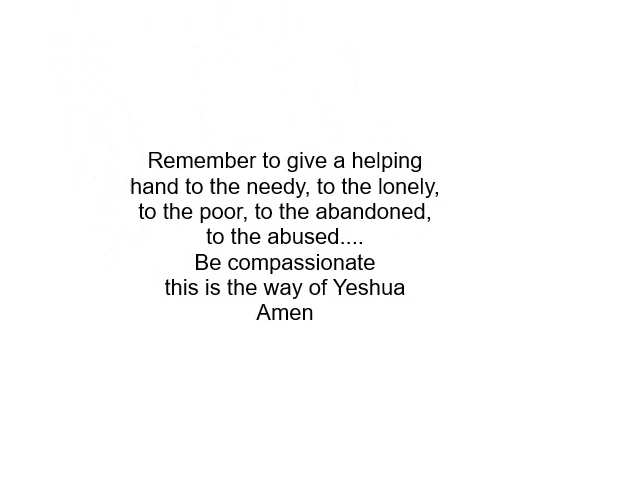 Remember to give a helping
hand to the needy, to the lonely,
to the poor, to the abandoned,
to the abused....
Be compassionate
this is the way of Yeshua
Amen